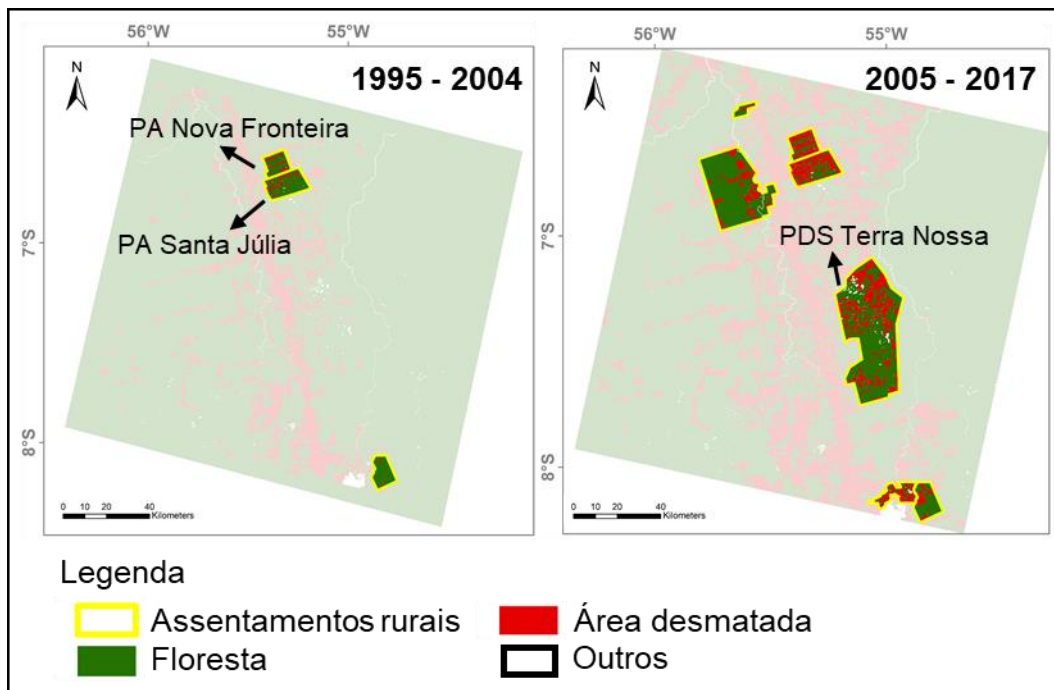 56°W 55°W
N
1995 - 2004
PA Nova Fronteira
PA Santa Júlia
7°S
8°S
0 10 20 40
Kilometers
56°W 55°W
N
2005 - 2017
7°S
PDS Terra Nossa
8°S
0 10 20 40
Kilometers
Legenda
Assentamentos rurais
Área desmatada
Floresta
Outros